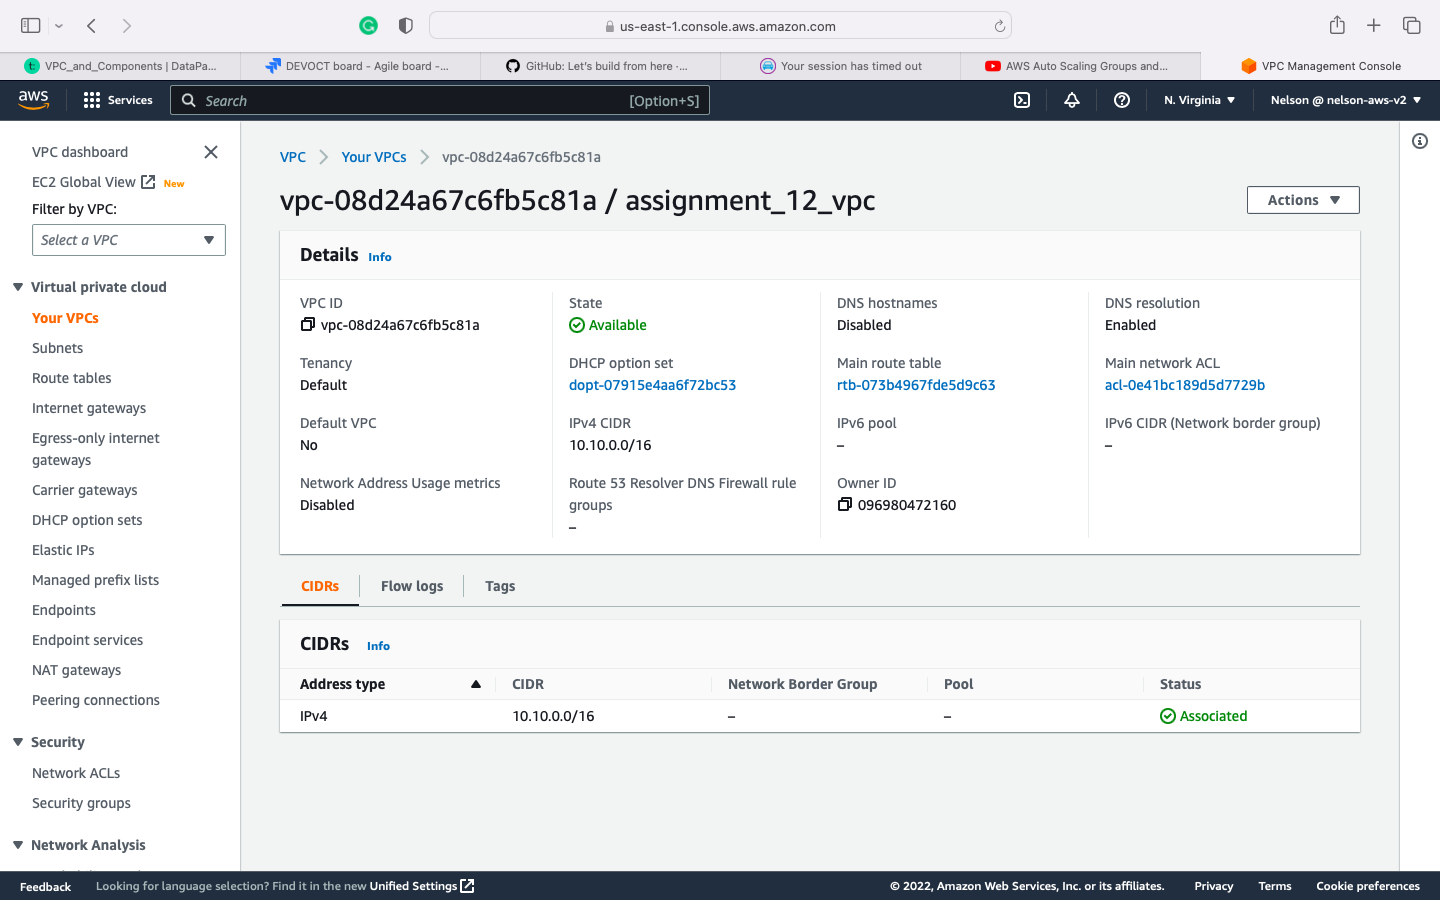 us-east-1.console.aws.amazon.com
VPC_and_Components | DataPa...
DEVOCT board - Agile board -...
GitHub: Let's build from here ·...
Your session has timed out
AWS Auto Scaling Groups and...
VPC Management Console
aws
Services
Search
[Option+S]
N. Virginia
Nelson @ nelson-aws-v2
VPC dashboard
EC2 Global View
New
Filter by VPC:
Select a VPC
Virtual private cloud
Your VPCs
Subnets
Route tables
Internet gateways
Egress-only internet
gateways
Carrier gateways
DHCP option sets
Elastic IPs
Managed prefix lists
Endpoints
Endpoint services
NAT gateways
Peering connections
Security
Network ACLs
Security groups
Network Analysis
VPC
Your VPCs
vpc-08d24a67c6fb5c81a
vpc-08d24a67c6fb5c81a / assignment_12_vpc
Actions
Details Info
VPC ID
vpc-08d24a67c6fb5c81a
State
Available
DNS hostnames
Disabled
DNS resolution
Enabled
Tenancy
Default
DHCP option set
dopt-07915e4aa6f72bc53
Main route table
rtb-073b4967fde5d9c63
Main network ACL
acl-0e41bc189d5d7729b
Default VPC
No
IPv4 CIDR
10.10.0.0/16
IPv6 pool
–
IPv6 CIDR (Network border group)
–
Network Address Usage metrics
Disabled
Route 53 Resolver DNS Firewall rule
groups
–
Owner ID
096980472160
CIDRs
Flow logs
Tags
CIDRs Info
Address type
CIDR
Network Border Group
Pool
Status
IPv4
10.10.0.0/16
–
–
Associated
Feedback
Looking for language selection? Find it in the new Unified Settings
© 2022, Amazon Web Services, Inc. or its affiliates.
Privacy
Terms
Cookie preferences